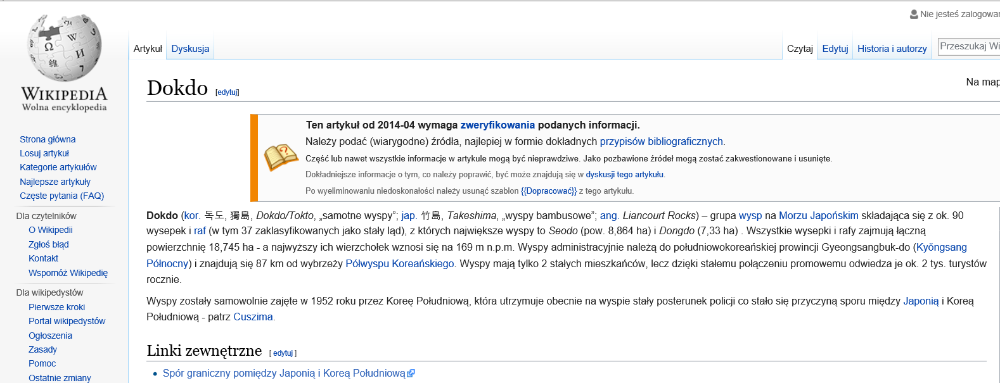 Nie jesteś zalogowan
WIKIPEDIA
Wolna encyklopedia
Artykuł Dyskusja Czytaj Edytuj Historia i autorzy Przeszukaj Wi
Dokdo [edytuj] Na map
Ten artykuł od 2014-04 wymaga zweryfikowania podanych informacji.
Należy podać (wiarygodne) źródła, najlepiej w formie dokładnych przypisów bibliograficznych.
Część lub nawet wszystkie informacje w artykule mogą być nieprawdziwe. Jako pozbawione źródeł mogą zostać zakwestionowane i usunięte.
Dokładniejsze informacje o tym, co należy poprawić, być może znajdują się w dyskusji tego artykułu.
Po wyeliminowaniu niedoskonałości należy usunąć szablon {{Dopracować}} z tego artykułu.
Dokdo (kor. 독도, 獨島, Dokdo/Tokto, „samotne wyspy”; jap. 竹島, Takeshima, „wyspy bambusowe”; ang. Liancourt Rocks) – grupa wysp na Morzu Japońskim składająca się z ok. 90
wysepek i raf (w tym 37 zaklasyfikowanych jako stały ląd), z których największe wyspy to Seodo (pow. 8,864 ha) i Dongdo (7,33 ha) . Wszystkie wysepki i rafy zajmują łączną
powierzchnię 18,745 ha - a najwyższy ich wierzchołek wznosi się na 169 m n.p.m. Wyspy administracyjnie należą do południowokoreańskiej prowincji Gyeongsangbuk-do (Kyŏngsang
Północny) i znajdują się 87 km od wybrzeży Półwyspu Koreańskiego. Wyspy mają tylko 2 stałych mieszkańców, lecz dzięki stałemu połączeniu promowemu odwiedza je ok. 2 tys. turystów
rocznie.
Wyspy zostały samowolnie zajęte w 1952 roku przez Koreę Południową, która utrzymuje obecnie na wyspie stały posterunek policji co stało się przyczyną sporu między Japonią i Koreą
Południową - patrz Cuszima.
Linki zewnętrzne [ edytuj ]
Spór graniczny pomiędzy Japonią i Koreą Południową
Strona główna
Losuj artykuł
Kategorie artykułów
Najlepsze artykuły
Częste pytania (FAQ)
Dla czytelników
O Wikipedii
Zgłoś błąd
Kontakt
Wspomóż Wikipedię
Dla wikipedystów
Pierwsze kroki
Portal wikipedystów
Ogłoszenia
Zasady
Pomoc
Ostatnie zmiany